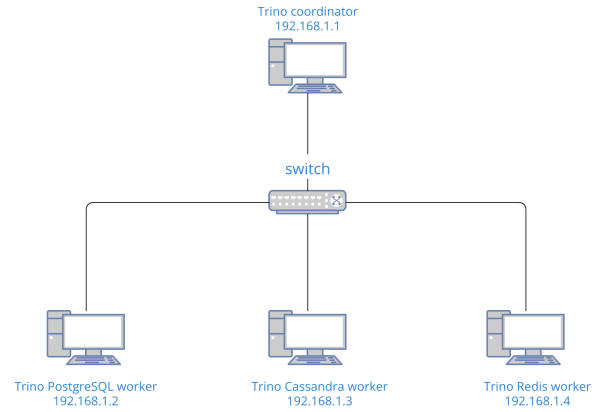 Trino coordinator
192.168.1.1
switch
Trino PostgreSQL worker
192.168.1.2
Trino Cassandra worker
192.168.1.3
Trino Redis worker
192.168.1.4